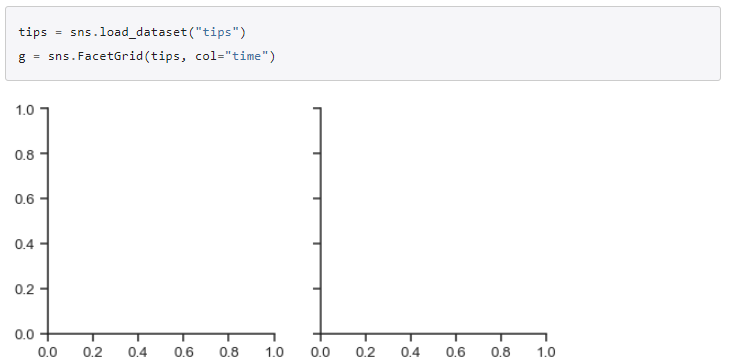 tips = sns.load_dataset("tips")
g = sns.FacetGrid(tips, col="time")
1.0
0.8
0.6
0.4
0.2
0.0
0.0 0.2 0.4 0.6 0.8 1.0 0.0 0.2 0.4 0.6 0.8 1.0